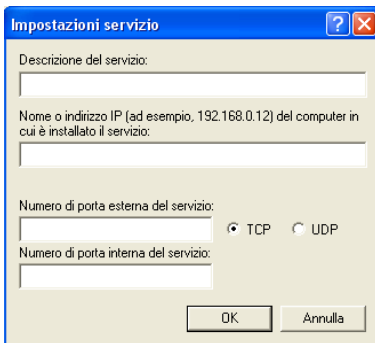 Impostazioni servizio
Descrizione del servizio:
Nome o indirizzo IP (ad esempio, 192.168.0.12) del computer in
cui è installato il servizio:
Numero di porta esterna del servizio:
TCP
UDP
Numero di porta interna del servizio:
OK
Annulla